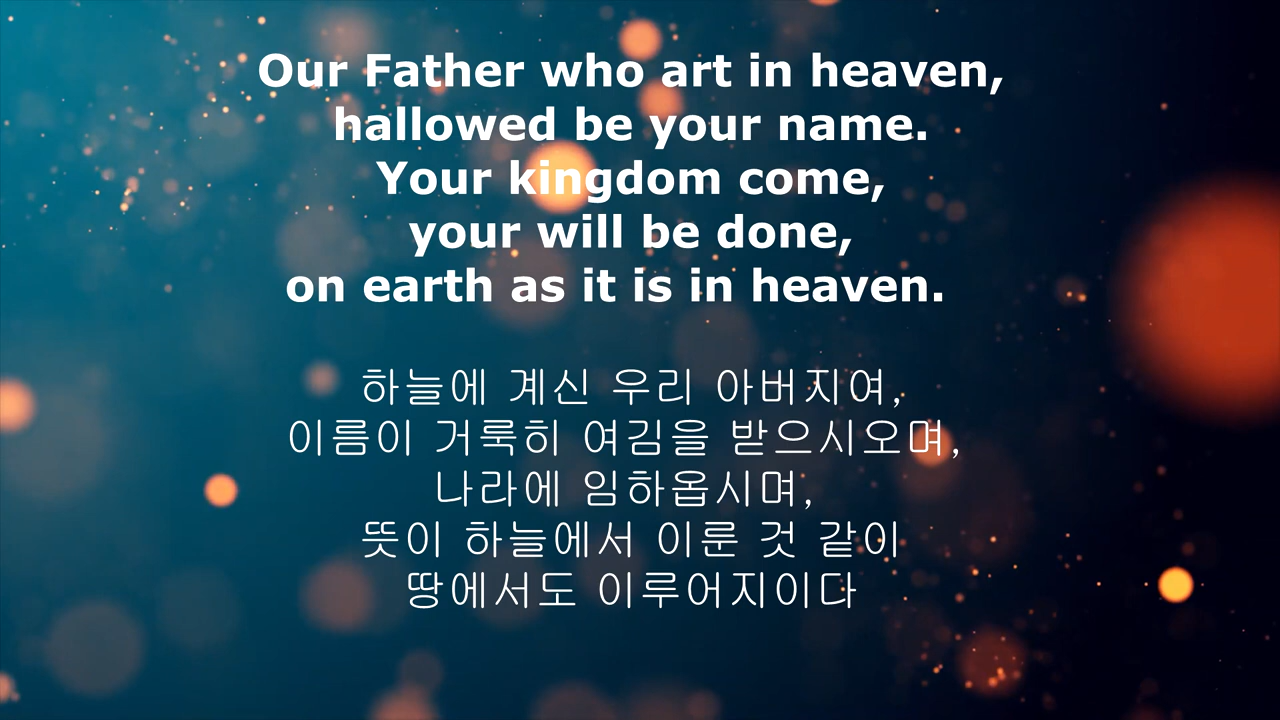 Our Father who art in heaven,
hallowed be your name.
Your kingdom come,
your will be done,
on earth as it is in heaven.
하늘에 계신 우리 아버지여,
이름이 거룩히 여김을 받으시오며,
나라에 임하옵시며,
뜻이 하늘에서 이룬 것 같이
땅에서도 이루어지이다